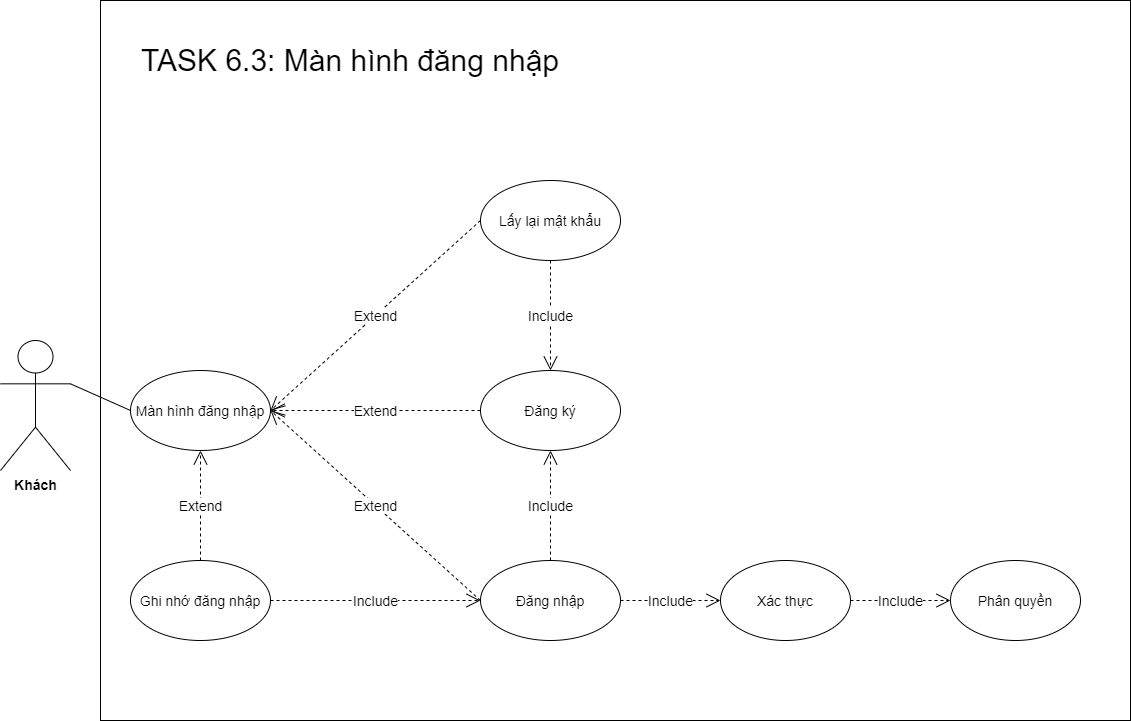 TASK 6.3: Màn hình đăng nhập
Lấy lại mật khẩu
Extend
Include
Màn hình đăng nhập
Extend
Đăng ký
Khách
Extend
Extend
Include
Ghi nhớ đăng nhập
Include
Đăng nhập
Include
Xác thực
Include
Phân quyền